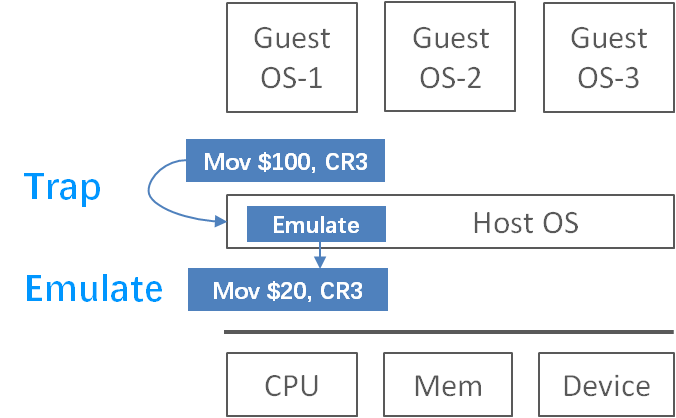 Guest
OS-1
Guest
OS-2
Guest
OS-3
Mov $100, CR3
Trap
Emulate
Host OS
Emulate
Mov $20, CR3
CPU
Mem
Device